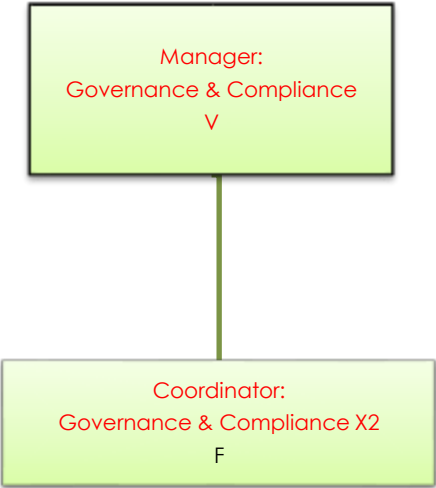 Manager:
Governance & Compliance
V
Coordinator:
Governance & Compliance X2
F